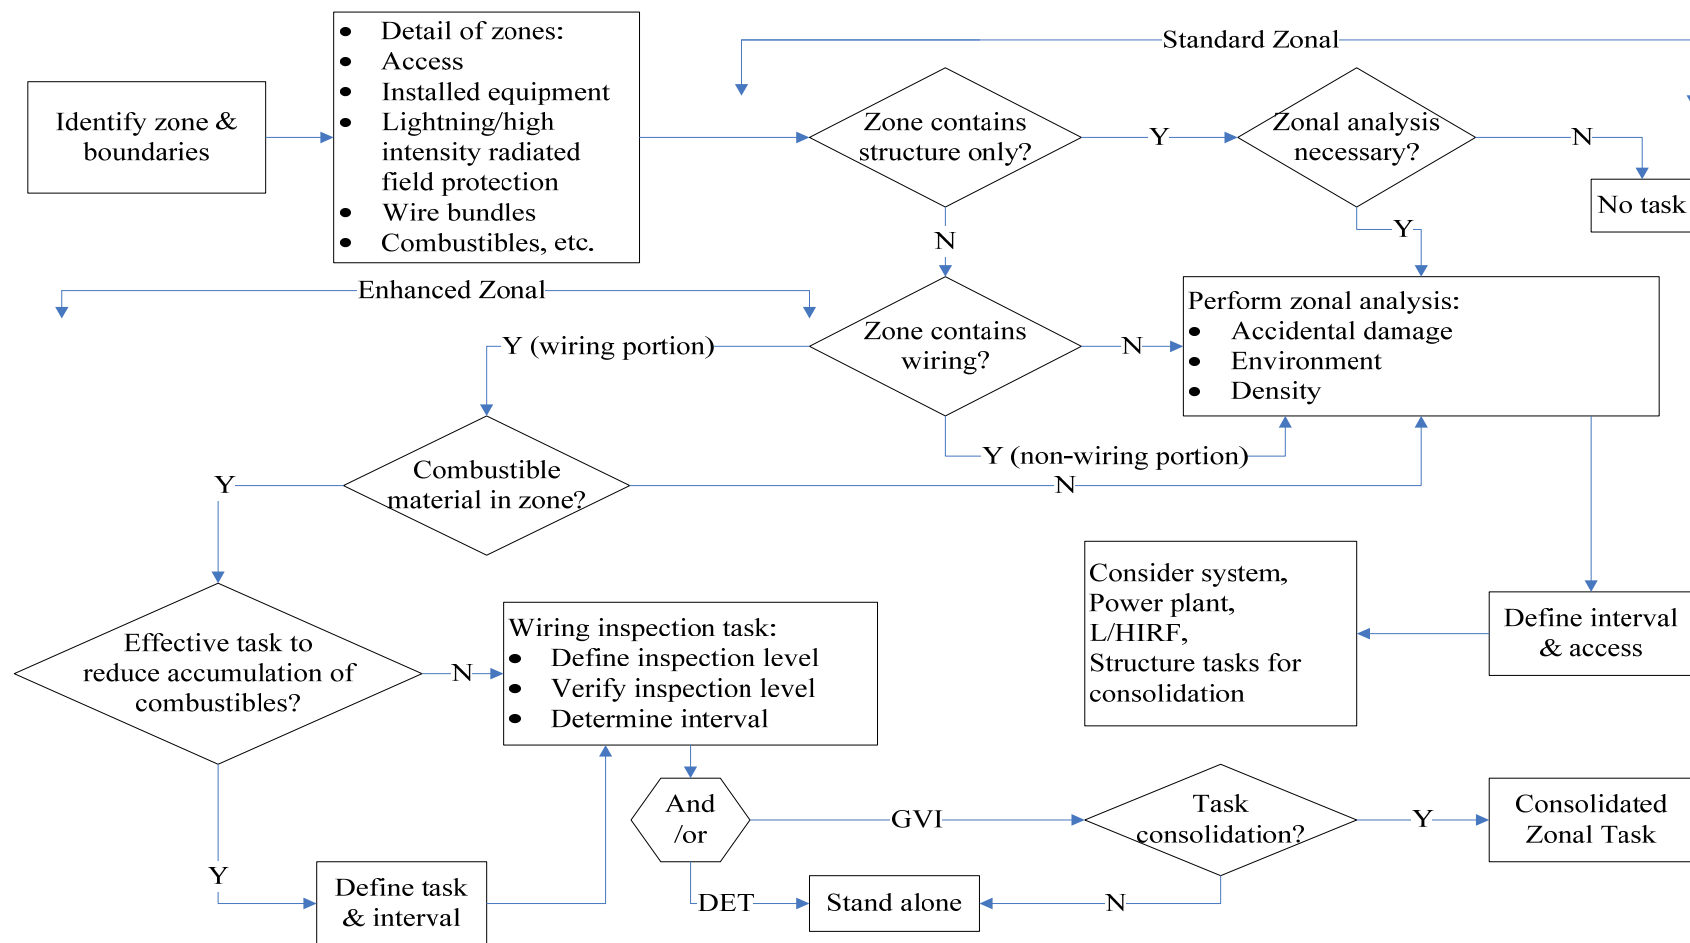 Identify zone &
boundaries
● Detail of zones:
● Access
● Installed equipment
● Lightning/high
intensity radiated
field protection
● Wire bundles
● Combustibles, etc.
Standard Zonal
Zone contains
structure only?
Y
Zonal analysis
necessary?
N
No task
N
Y
Enhanced Zonal
Y (wiring portion)
Zone contains
wiring?
N
Perform zonal analysis:
● Accidental damage
● Environment
● Density
Y (non-wiring portion)
Y
Combustible
material in zone?
N
Consider system,
Power plant,
L/HIRF,
Structure tasks for
consolidation
Define interval
& access
Effective task to
reduce accumulation of
combustibles?
N
Wiring inspection task:
● Define inspection level
● Verify inspection level
● Determine interval
And
/or
GVI
Task
consolidation?
Y
Consolidated
Zonal Task
Y
Define task
& interval
DET
Stand alone
N